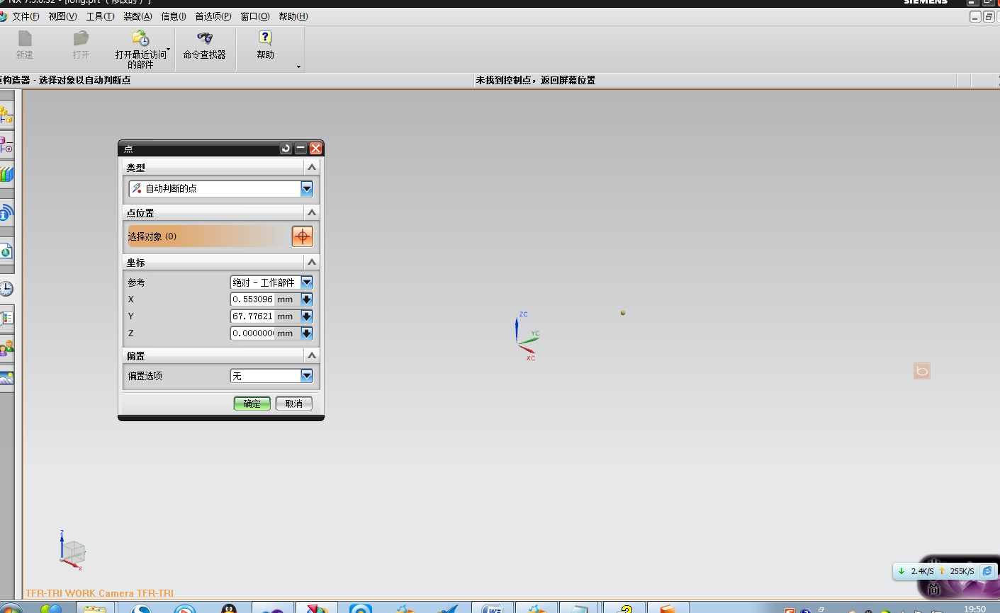 NX 7.5.0.32 - [long.prt (修改的) ]
SIEMENS
文件(F) 视图(V) 工具(T) 装配(A) 信息(I) 首选项(P) 窗口(O) 帮助(H)
新建 打开 打开最近访问的部件 命令查找器 帮助
构造器 - 选择对象以自动判断点
未找到控制点，返回屏幕位置
点
类型
自动判断的点
点位置
选择对象 (0)
坐标
参考 绝对 - 工作部件
X 0.553096 mm
Y 67.77621 mm
Z 0.000000 mm
偏置
偏置选项 无
确定 取消
ZC
YC
XC
Z
X
TFR-TRI WORK Camera TFR-TRI
2.4K/S 255K/S
19:50